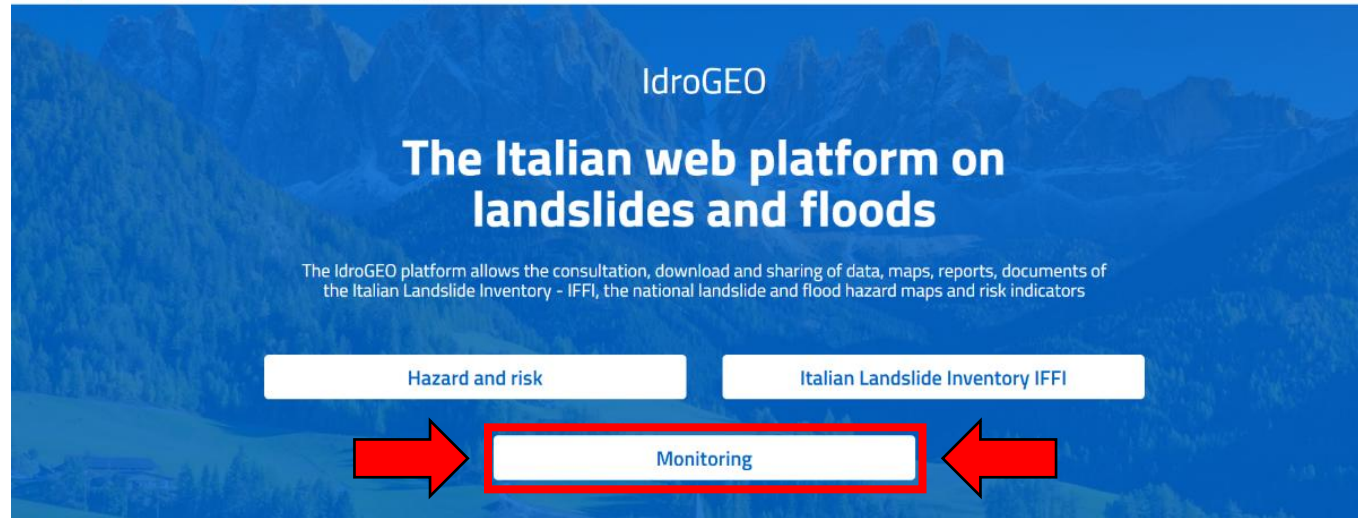 IdroGEO
The Italian web platform on
landslides and floods
The IdroGEO platform allows the consultation, download and sharing of data, maps, reports, documents of
the Italian Landslide Inventory - IFFI, the national landslide and flood hazard maps and risk indicators
Hazard and risk
Italian Landslide Inventory IFFI
Monitoring